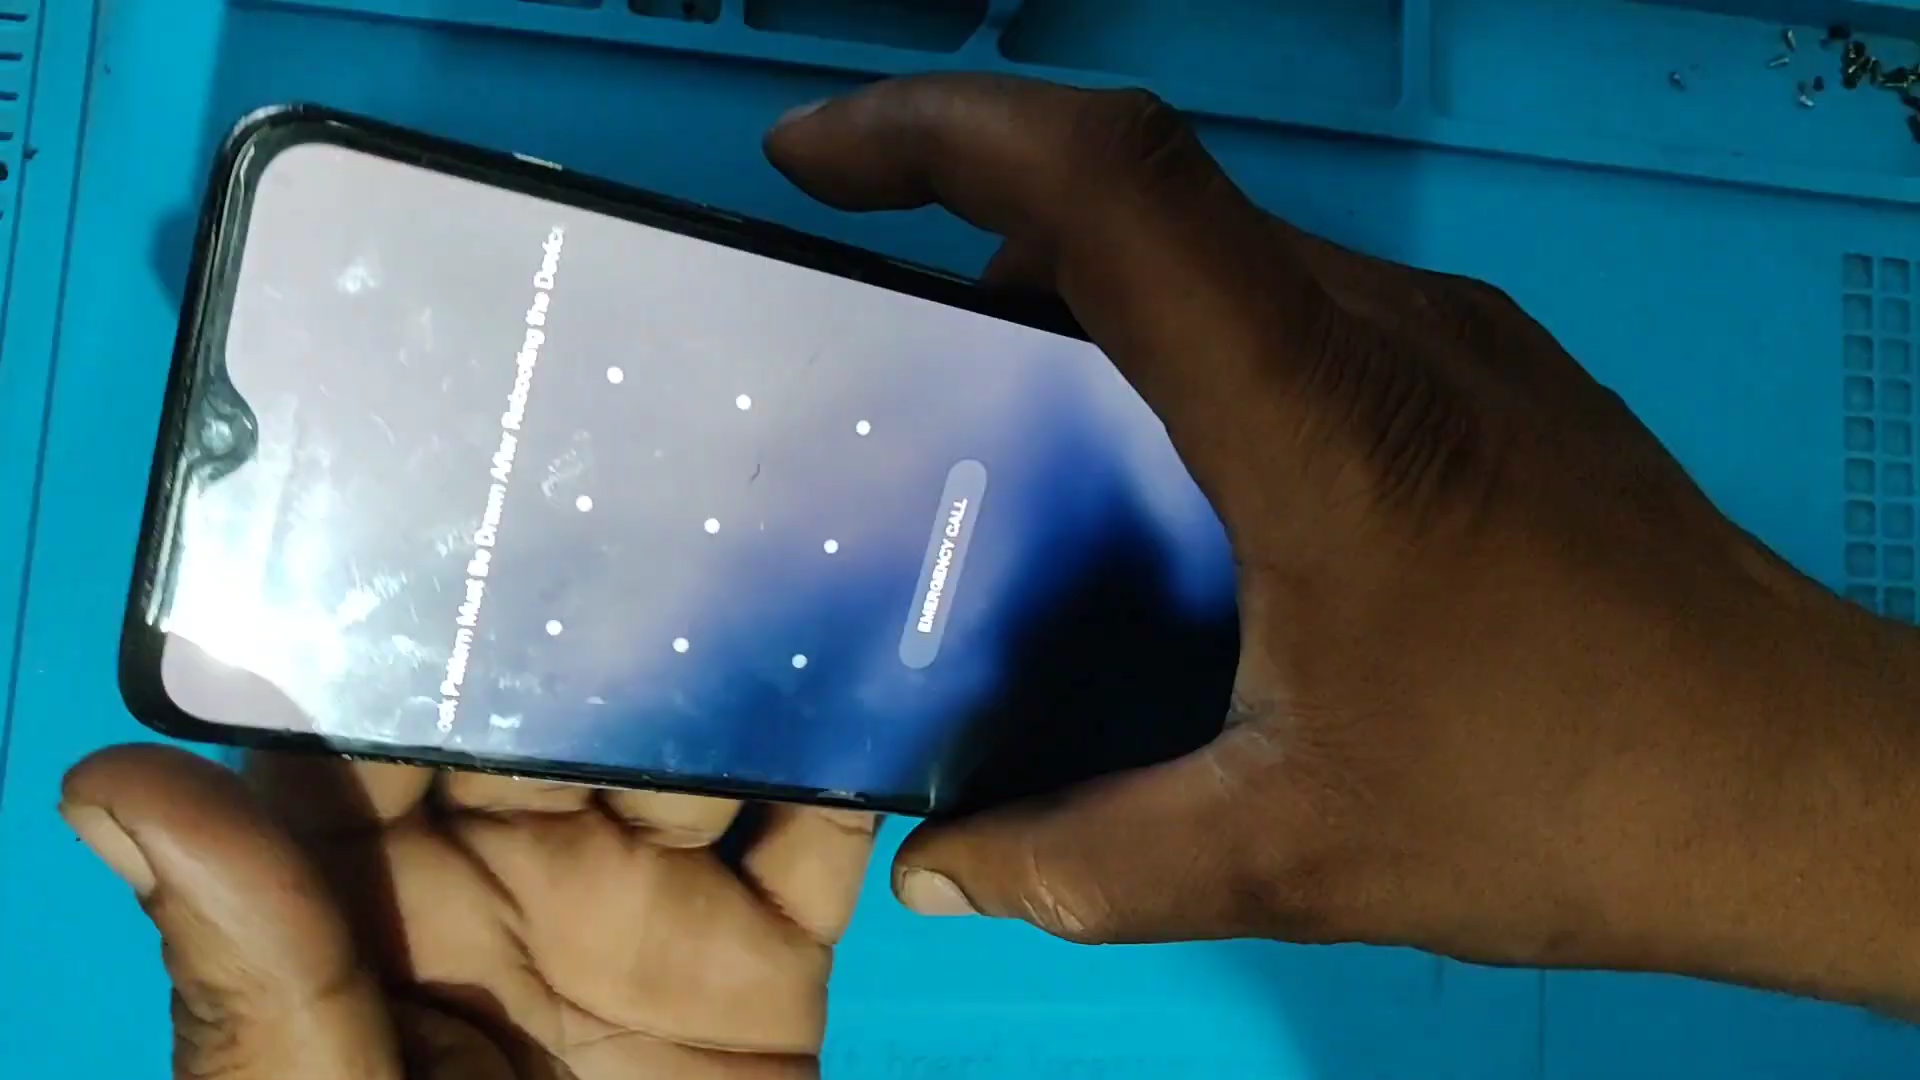 Pattern Must Be Drawn After Rebooting the Device
EMERGENCY CALL